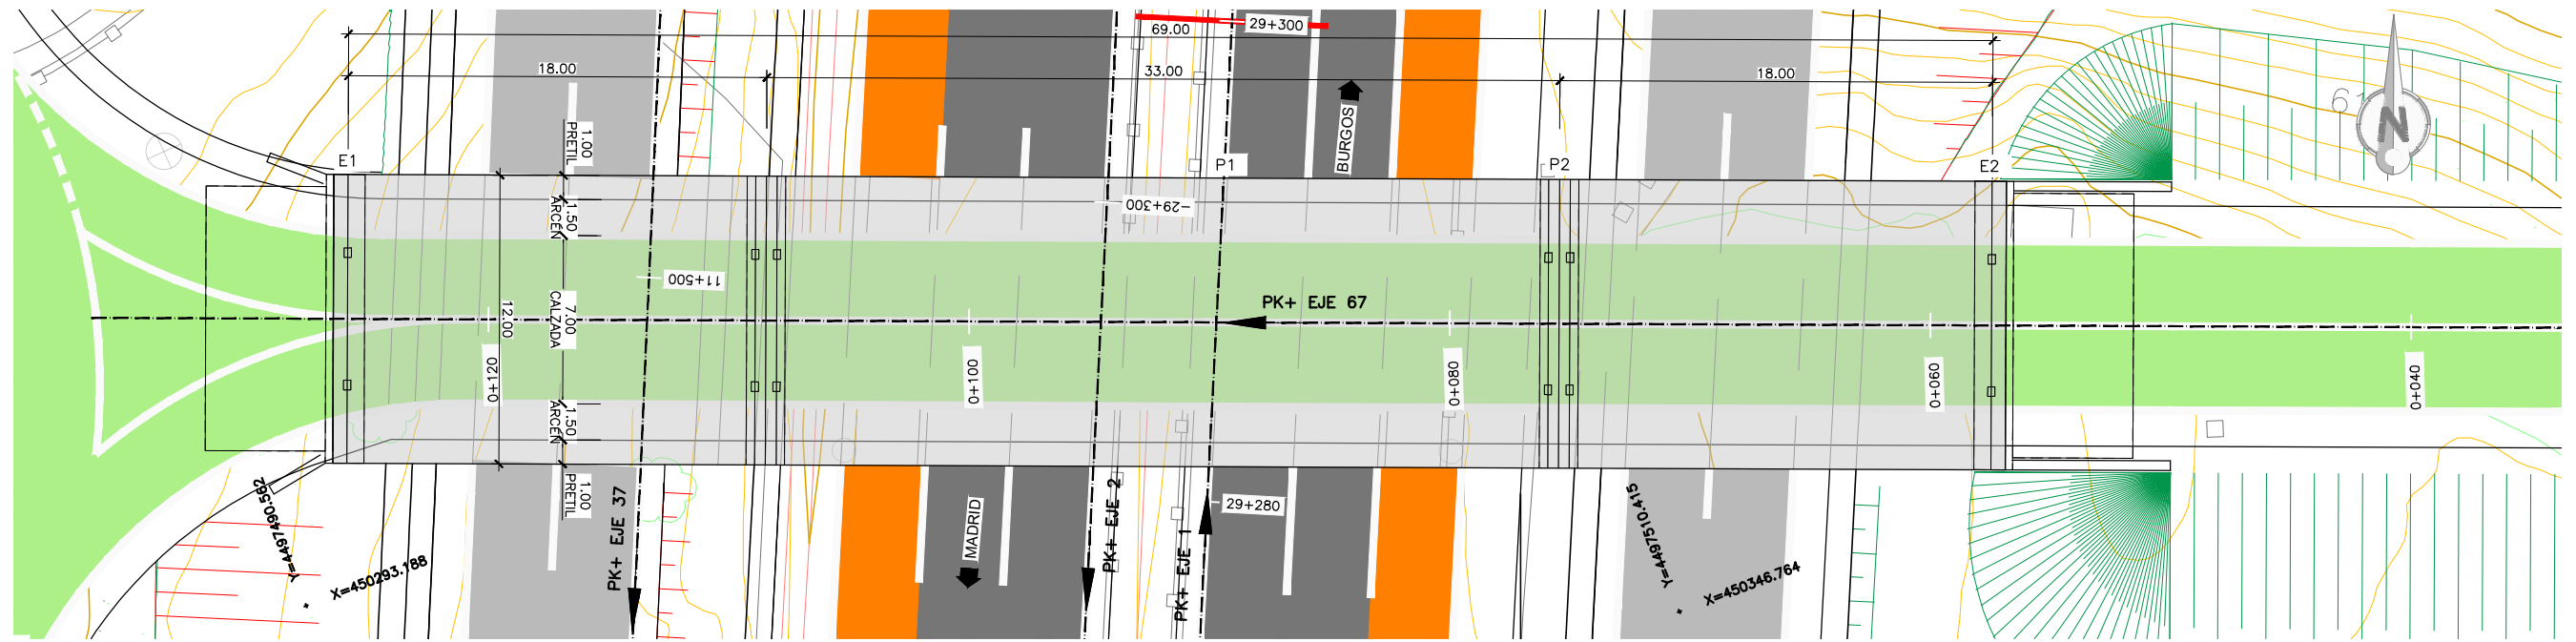 29+300
69.00
18.00
33.00
18.00
1.00
PRETIL
BURGOS
N
E1
P1
P2
E2
1.50
ARCEN
-29+300
11+500
PK+ EJE 67
12.00
7.00
CALZADA
0+120
0+100
0+080
0+060
0+040
1.50
ARCEN
1.00
PRETIL
29+280
MADRID
PK+ EJE 37
PK+ EJE 2
PK+ EJE 1
Y=4497490.562
X=450293.188
Y=4497510.415
X=450346.764